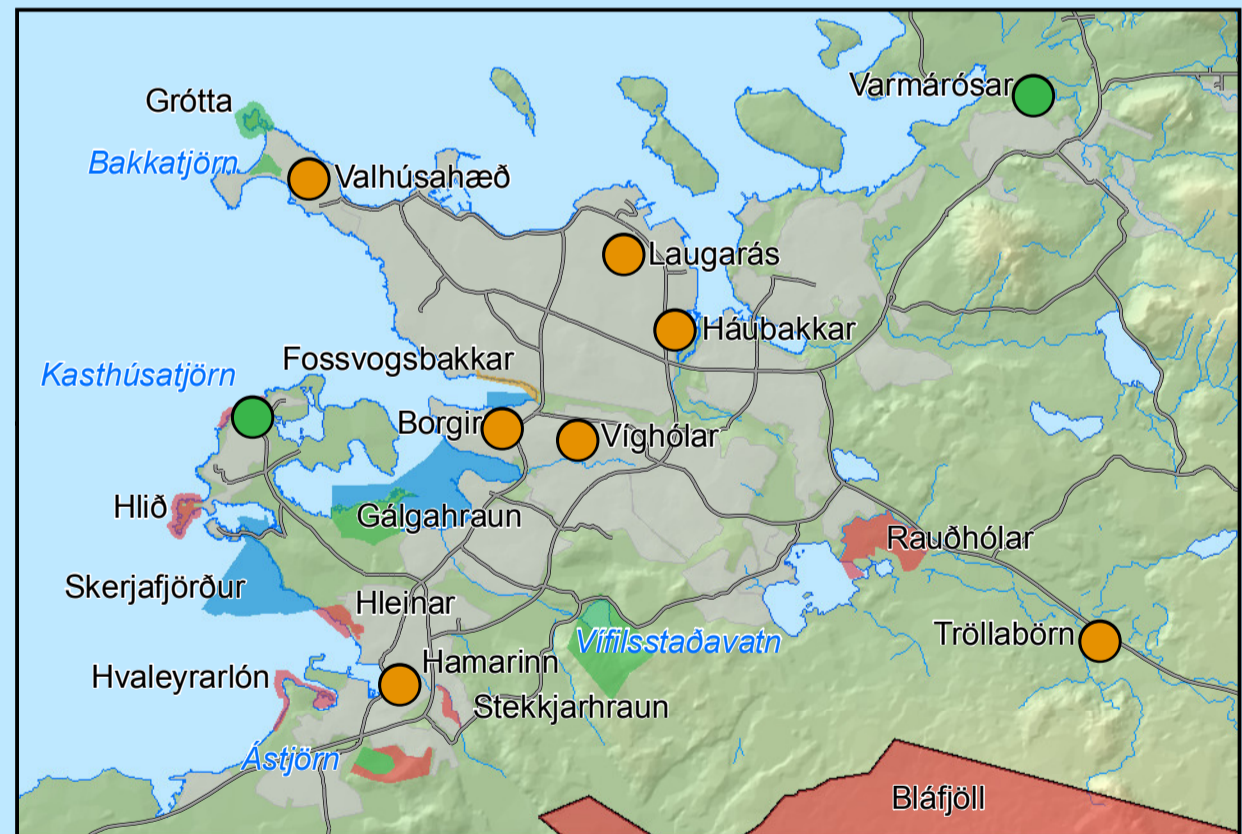 Varmárósar
Grótta
Bakkatjörn
Valhúsahæð
Laugarás
Háubakkar
Fossvogsbakkar
Kasthúsatjörn
Borgir
Víghólar
Hlið
Gálgahraun
Rauðhólar
Skerjafjörður
Hleinar
Vífilsstaðavatn
Tröllabörn
Hamarinn
Hvaleyrarlón
Stekkjarhraun
Ástjörn
Bláfjöll